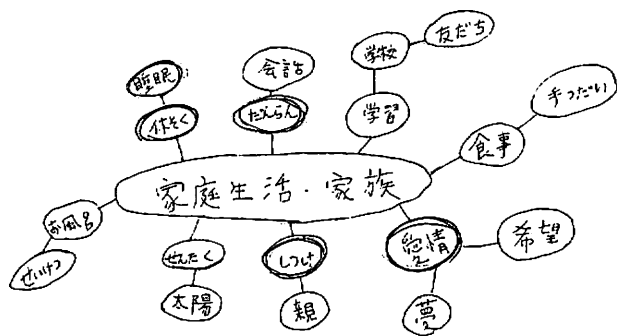 友だち
学校
会話
睡眠
手つだい
学習
だんらん
休そく
食事
家庭生活・家族
お風呂
せいけつ
愛情
希望
せんたく
しつけ
太陽
親
夢